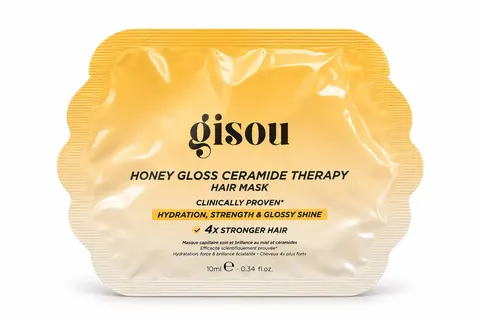 gisou
HONEY GLOSS CERAMIDE THERAPY
HAIR MASK
CLINICALLY PROVEN*
HYDRATION, STRENGTH & GLOSSY SHINE
✓ 4X STRONGER HAIR
Masque capillaire soin et brillance au miel et céramides
Efficacité scientifiquement prouvée*
Hydratation, force & brillance éclatante - Cheveux 4x plus forts
10ml ℮ - 0.34 fl.oz.